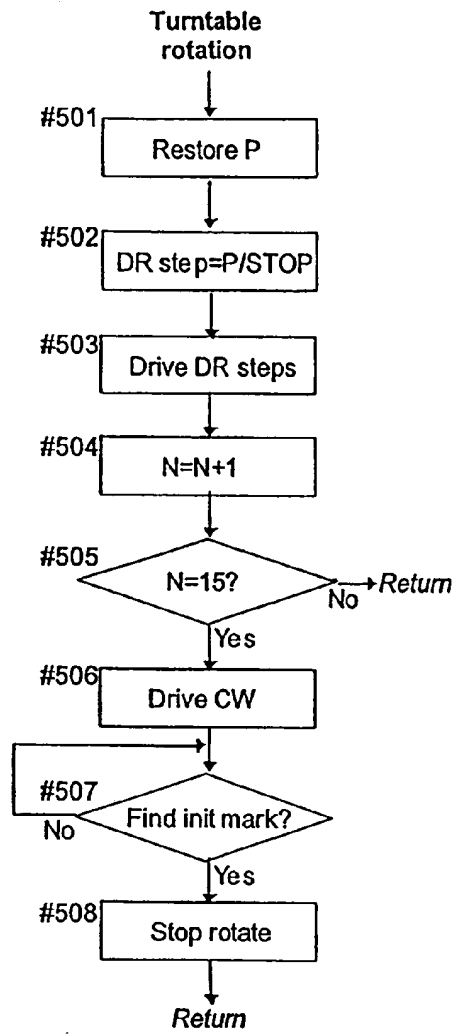 Turntable
rotation
#501
Restore P
#502
DR step=P/STOP
#503
Drive DR steps
#504
N=N+1
#505
N=15?
No
Return
Yes
#506
Drive CW
#507
Find init mark?
No
Yes
#508
Stop rotate
Return